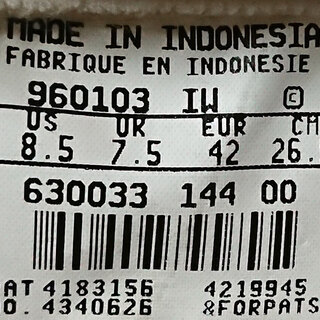 MADE IN INDONESIA
FABRIQUE EN INDONESIE
960103 IW ©
US UK EUR CM
8.5 7.5 42 26.
630033 144 00
AT 4183156 4219945
O. 4340626 &FORPATS